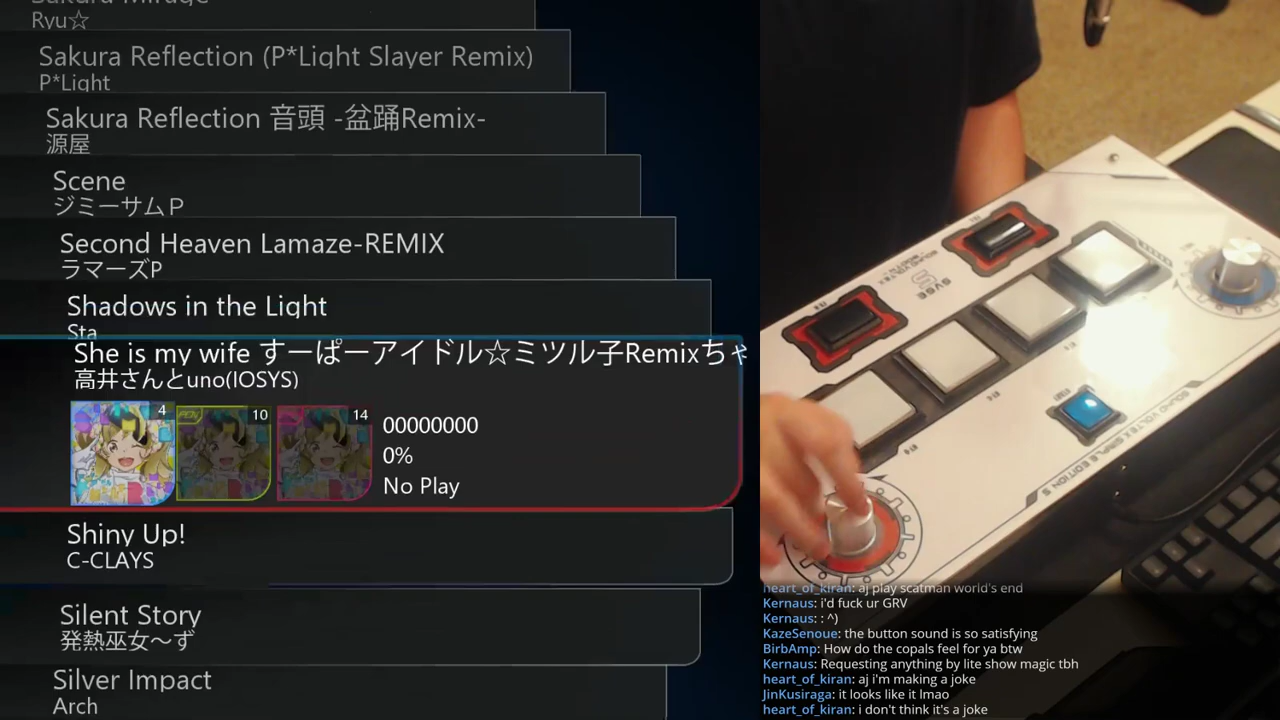 Ryu☆
Sakura Reflection (P*Light Slayer Remix)
P*Light
Sakura Reflection 音頭 -盆踊Remix-
源屋
Scene
ジミーサムP
Second Heaven Lamaze-REMIX
ラマーズP
Shadows in the Light
Sta
She is my wife すーぱーアイドル☆ミツル子Remixちゃ
高井さんとuno(IOSYS)
4
10
14
00000000
0%
No Play
Shiny Up!
C-CLAYS
Silent Story
発熱巫女～ず
Silver Impact
Arch
SOUND VOLTEX SIMPLE EDITION S
heart_of_kiran: aj play scatman world's end
Kernaus: i'd fuck ur GRV
Kernaus: : ^)
KazeSenoue: the button sound is so satisfying
BirbAmp: How do the copals feel for ya btw
Kernaus: Requesting anything by lite show magic tbh
heart_of_kiran: aj i'm making a joke
JinKusiraga: it looks like it lmao
heart_of_kiran: i don't think it's a joke